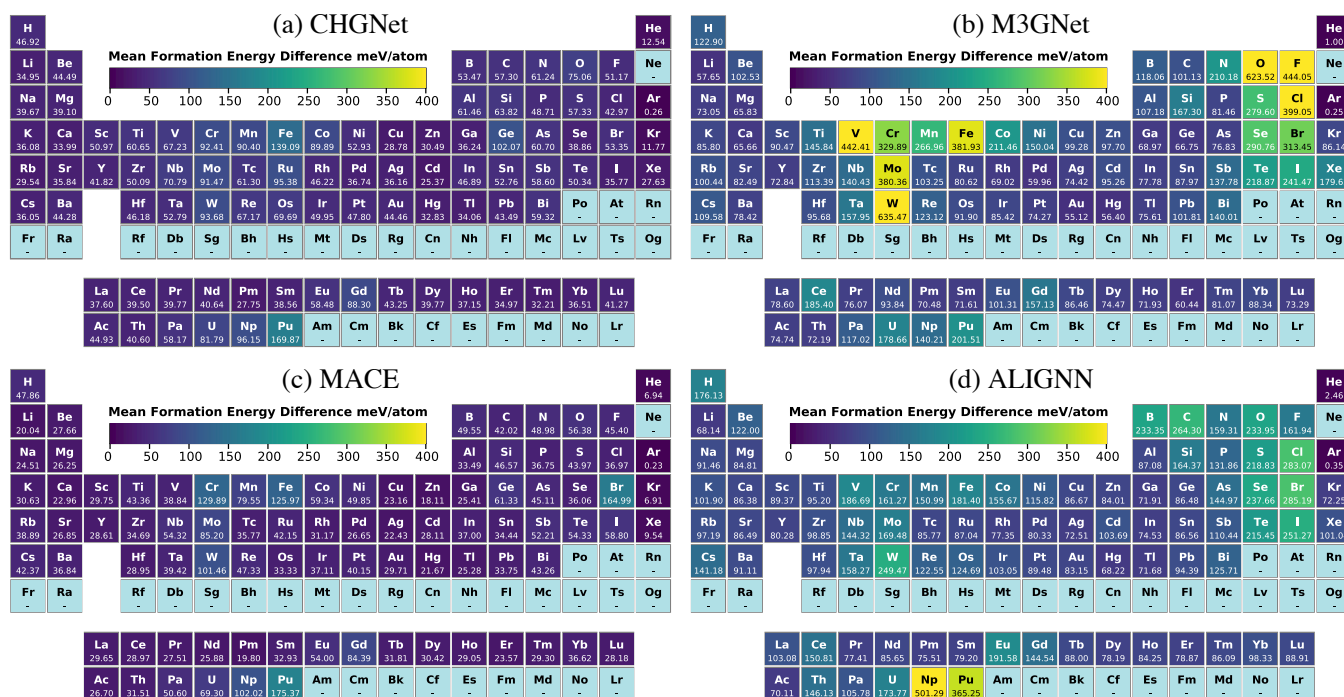 (a) CHGNet
Mean Formation Energy Difference meV/atom
0 50 100 150 200 250 300 350 400
H He
46.92 12.54
Li Be B C N O F Ne
34.95 44.49 53.47 57.30 61.24 75.06 51.17 -
Na Mg Al Si P S Cl Ar
39.67 39.10 61.46 63.82 48.71 57.33 42.97 0.26
K Ca Sc Ti V Cr Mn Fe Co Ni Cu Zn Ga Ge As Se Br Kr
36.08 33.99 50.97 60.65 67.23 92.41 90.40 139.09 89.89 52.93 28.78 30.49 36.24 102.07 60.70 38.86 53.35 11.77
Rb Sr Y Zr Nb Mo Tc Ru Rh Pd Ag Cd In Sn Sb Te I Xe
29.54 35.84 41.82 50.09 70.79 91.47 61.30 95.38 46.22 36.74 36.16 25.37 46.89 52.76 58.60 50.34 35.77 27.63
Cs Ba Hf Ta W Re Os Ir Pt Au Hg Tl Pb Bi Po At Rn
36.05 44.28 46.18 52.79 93.68 67.17 69.69 49.95 47.80 44.46 32.83 34.06 43.49 59.32 - - -
Fr Ra Rf Db Sg Bh Hs Mt Ds Rg Cn Nh Fl Mc Lv Ts Og
- - - - - - - - - - - - - - - - -
La Ce Pr Nd Pm Sm Eu Gd Tb Dy Ho Er Tm Yb Lu
37.60 39.50 39.77 40.64 27.75 38.56 58.48 88.30 43.25 39.77 37.15 34.97 32.21 36.51 41.27
Ac Th Pa U Np Pu Am Cm Bk Cf Es Fm Md No Lr
44.93 40.60 58.17 81.79 96.15 169.87 - - - - - - - - -
(b) M3GNet
Mean Formation Energy Difference meV/atom
0 50 100 150 200 250 300 350 400
H He
122.90 1.00
Li Be B C N O F Ne
57.65 102.53 118.06 101.13 210.18 623.52 444.05 -
Na Mg Al Si P S Cl Ar
73.05 65.83 107.18 167.30 81.46 279.60 399.05 0.25
K Ca Sc Ti V Cr Mn Fe Co Ni Cu Zn Ga Ge As Se Br Kr
85.80 65.66 90.47 145.84 442.41 329.89 266.96 381.93 211.46 150.04 99.28 97.70 68.97 66.75 76.83 290.76 313.45 86.14
Rb Sr Y Zr Nb Mo Tc Ru Rh Pd Ag Cd In Sn Sb Te I Xe
100.44 82.49 72.84 113.39 140.43 380.36 103.25 80.62 69.02 59.96 74.42 95.26 77.78 87.97 137.78 218.87 241.47 179.6
Cs Ba Hf Ta W Re Os Ir Pt Au Hg Tl Pb Bi Po At Rn
109.58 78.42 95.68 157.95 635.47 123.12 91.90 85.42 74.27 55.12 56.40 75.61 101.81 140.01 - - -
Fr Ra Rf Db Sg Bh Hs Mt Ds Rg Cn Nh Fl Mc Lv Ts Og
- - - - - - - - - - - - - - - - -
La Ce Pr Nd Pm Sm Eu Gd Tb Dy Ho Er Tm Yb Lu
78.60 185.40 76.07 93.84 70.48 71.61 101.31 157.13 86.46 74.47 71.93 60.44 81.07 88.34 73.29
Ac Th Pa U Np Pu Am Cm Bk Cf Es Fm Md No Lr
74.74 72.19 117.02 178.66 140.21 201.51 - - - - - - - - -
(c) MACE
Mean Formation Energy Difference meV/atom
0 50 100 150 200 250 300 350 400
H He
47.86 6.94
Li Be B C N O F Ne
20.04 27.66 49.55 42.02 48.98 56.38 45.40 -
Na Mg Al Si P S Cl Ar
24.51 26.25 33.49 46.57 36.75 43.97 36.97 0.23
K Ca Sc Ti V Cr Mn Fe Co Ni Cu Zn Ga Ge As Se Br Kr
30.63 22.96 29.75 43.36 38.84 129.89 79.55 125.97 59.34 49.85 23.16 18.11 25.41 61.33 45.11 36.06 164.99 6.91
Rb Sr Y Zr Nb Mo Tc Ru Rh Pd Ag Cd In Sn Sb Te I Xe
38.89 26.85 28.61 34.69 54.32 85.20 35.77 42.15 31.17 26.65 22.43 28.11 37.00 34.44 52.21 54.33 58.80 9.54
Cs Ba Hf Ta W Re Os Ir Pt Au Hg Tl Pb Bi Po At Rn
42.37 36.84 28.95 39.42 101.46 47.33 33.33 37.11 40.15 29.71 21.67 25.28 33.75 43.26 - - -
Fr Ra Rf Db Sg Bh Hs Mt Ds Rg Cn Nh Fl Mc Lv Ts Og
- - - - - - - - - - - - - - - - -
La Ce Pr Nd Pm Sm Eu Gd Tb Dy Ho Er Tm Yb Lu
29.65 28.97 27.51 25.88 19.80 32.93 54.00 84.39 31.81 30.42 29.05 23.57 29.30 36.62 28.18
Ac Th Pa U Np Pu Am Cm Bk Cf Es Fm Md No Lr
26.70 31.51 50.60 69.30 102.02 175.37 - - - - - - - - -
(d) ALIGNN
Mean Formation Energy Difference meV/atom
0 50 100 150 200 250 300 350 400
H He
176.13 2.46
Li Be B C N O F Ne
68.14 122.00 233.35 264.30 159.31 233.95 161.94 -
Na Mg Al Si P S Cl Ar
91.46 84.81 87.08 164.37 131.86 218.83 283.07 0.35
K Ca Sc Ti V Cr Mn Fe Co Ni Cu Zn Ga Ge As Se Br Kr
101.90 86.38 89.37 95.20 186.69 161.27 150.99 181.40 155.67 115.82 86.67 84.01 71.91 86.48 144.97 237.66 285.19 72.25
Rb Sr Y Zr Nb Mo Tc Ru Rh Pd Ag Cd In Sn Sb Te I Xe
97.19 86.49 80.28 98.85 144.32 169.48 85.77 87.04 77.35 80.33 72.51 103.69 74.53 86.56 110.44 215.45 251.27 101.0
Cs Ba Hf Ta W Re Os Ir Pt Au Hg Tl Pb Bi Po At Rn
141.18 91.11 97.94 158.27 249.47 122.55 124.69 103.05 89.48 83.15 68.22 71.68 94.39 125.71 - - -
Fr Ra Rf Db Sg Bh Hs Mt Ds Rg Cn Nh Fl Mc Lv Ts Og
- - - - - - - - - - - - - - - - -
La Ce Pr Nd Pm Sm Eu Gd Tb Dy Ho Er Tm Yb Lu
103.08 150.81 77.41 85.65 75.51 79.20 191.58 144.54 88.00 78.19 84.25 78.87 86.09 98.33 88.91
Ac Th Pa U Np Pu Am Cm Bk Cf Es Fm Md No Lr
70.11 146.13 105.78 173.77 501.29 365.25 - - - - - - - - -